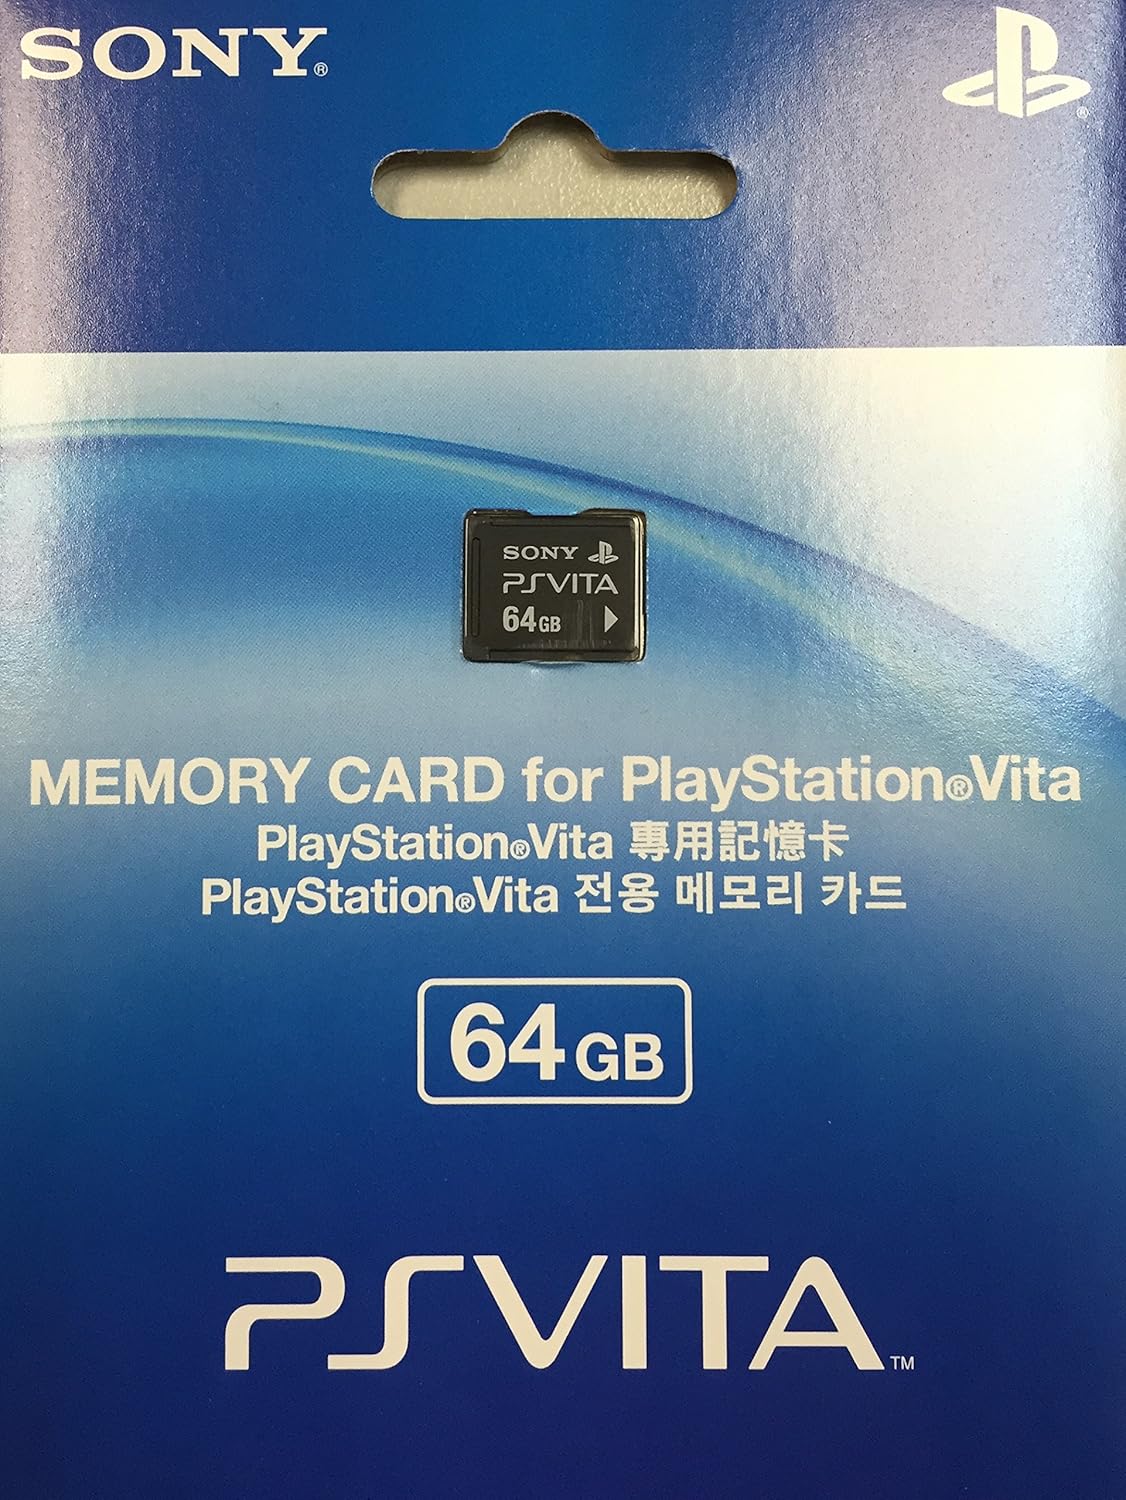 SONY®
®
SONY
PSVITA
64GB
MEMORY CARD for PlayStation®Vita
PlayStation®Vita 專用記憶卡
PlayStation®Vita 전용 메모리 카드
64GB
PSVITA™